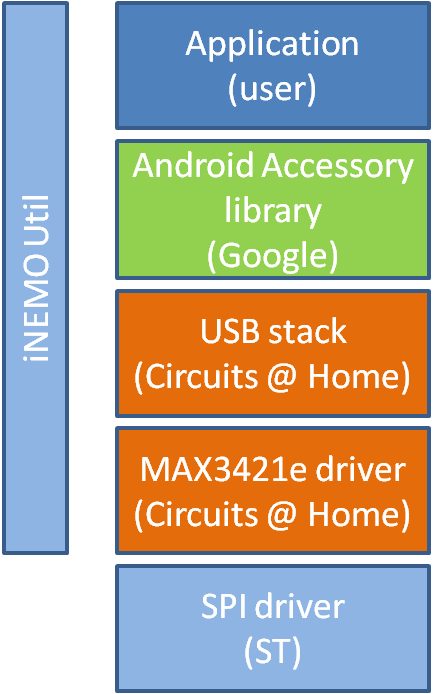 iNEMO Util
Application
(user)
Android Accessory
library
(Google)
USB stack
(Circuits @ Home)
MAX3421e driver
(Circuits @ Home)
SPI driver
(ST)